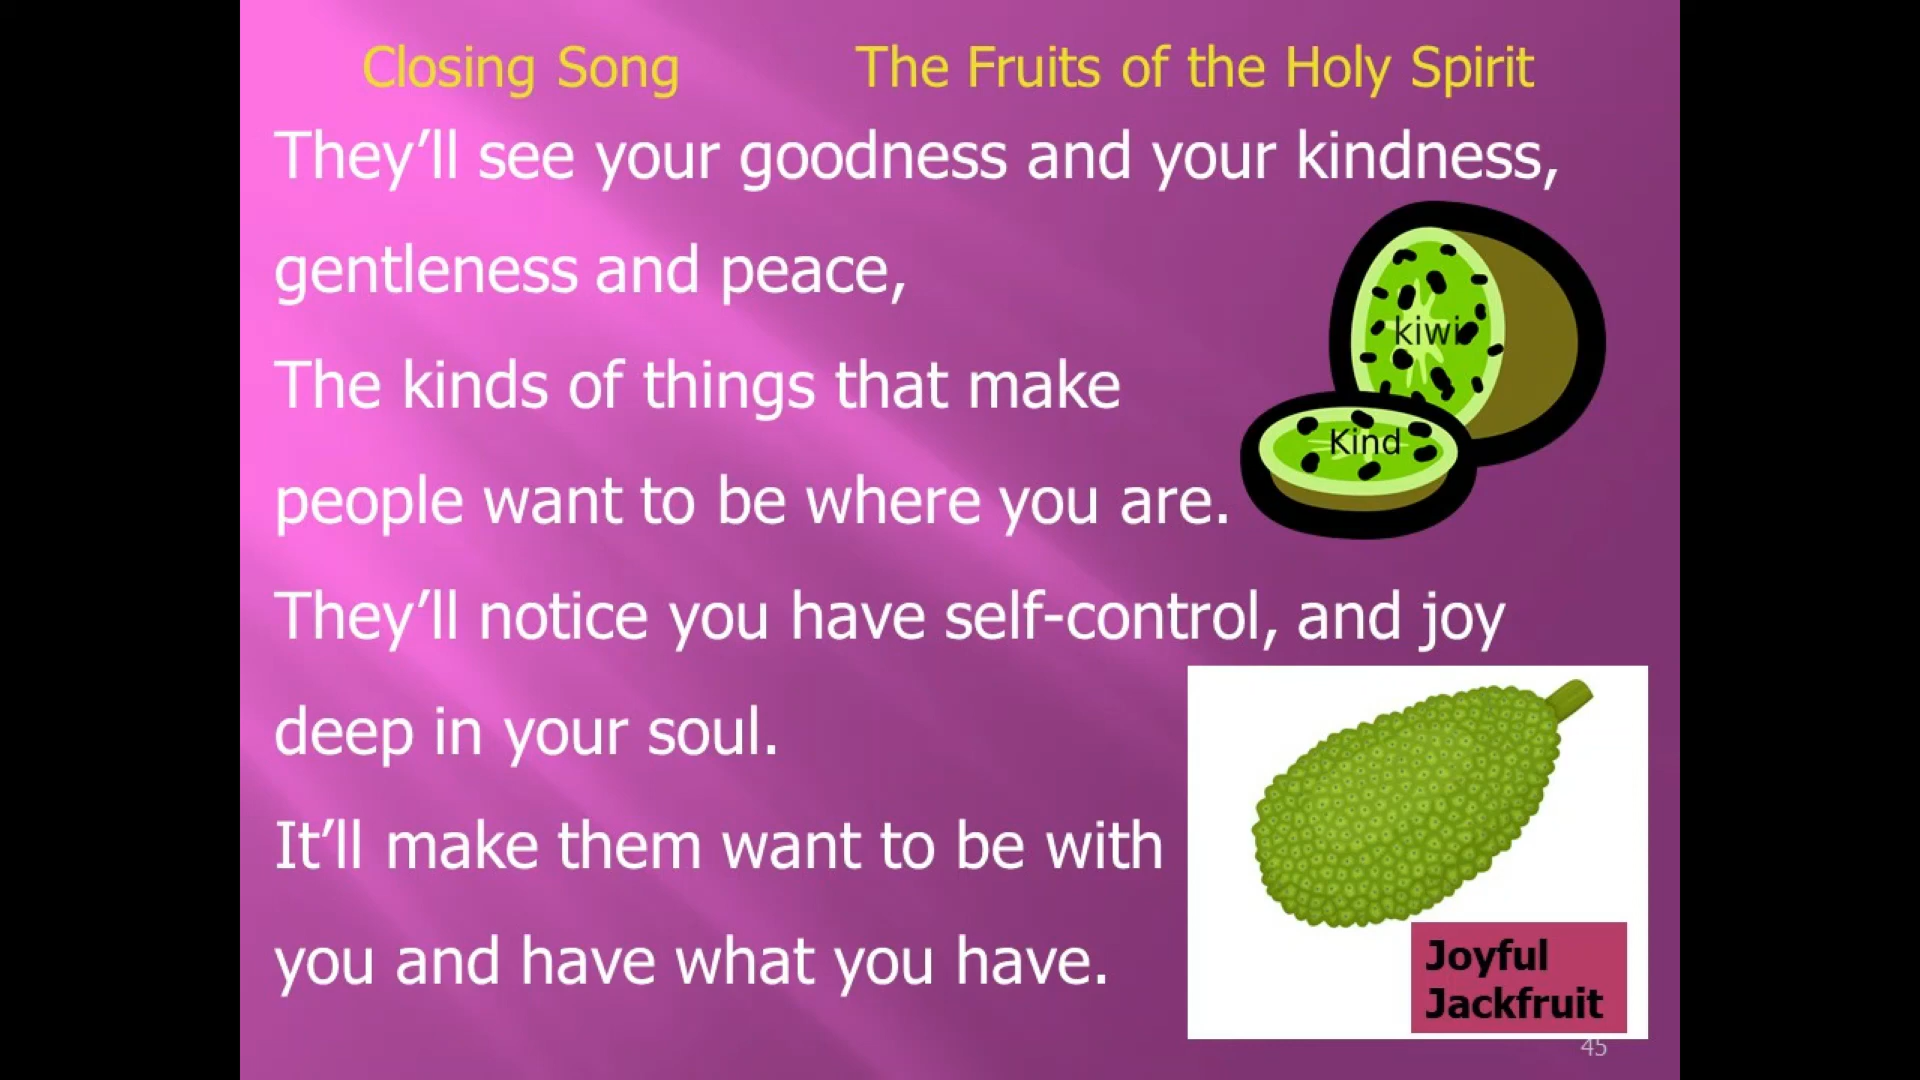 Closing Song The Fruits of the Holy Spirit
They’ll see your goodness and your kindness,
gentleness and peace,
The kinds of things that make
people want to be where you are.
They’ll notice you have self-control, and joy
deep in your soul.
It’ll make them want to be with
you and have what you have.
kiwi
Kind
Joyful
Jackfruit
45